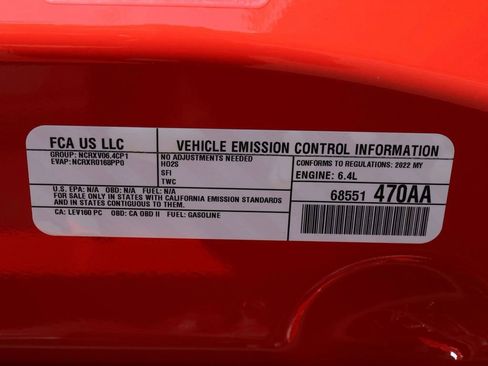 FCA US LLC
GROUP: NCRXV06.4CP1
EVAP: NCRXR0168PP0
VEHICLE EMISSION CONTROL INFORMATION
NO ADJUSTMENTS NEEDED
HO2S
SFI
TWC
CONFORMS TO REGULATIONS: 2022 MY
ENGINE: 6.4L
U.S. EPA: N/A OBD: N/A FUEL: N/A
FOR SALE ONLY IN STATES WITH CALIFORNIA EMISSION STANDARDS
AND IN STATES CONTIGUOUS TO THEM.
68551 470AA
CA: LEV160 PC OBD: CA OBD II FUEL: GASOLINE